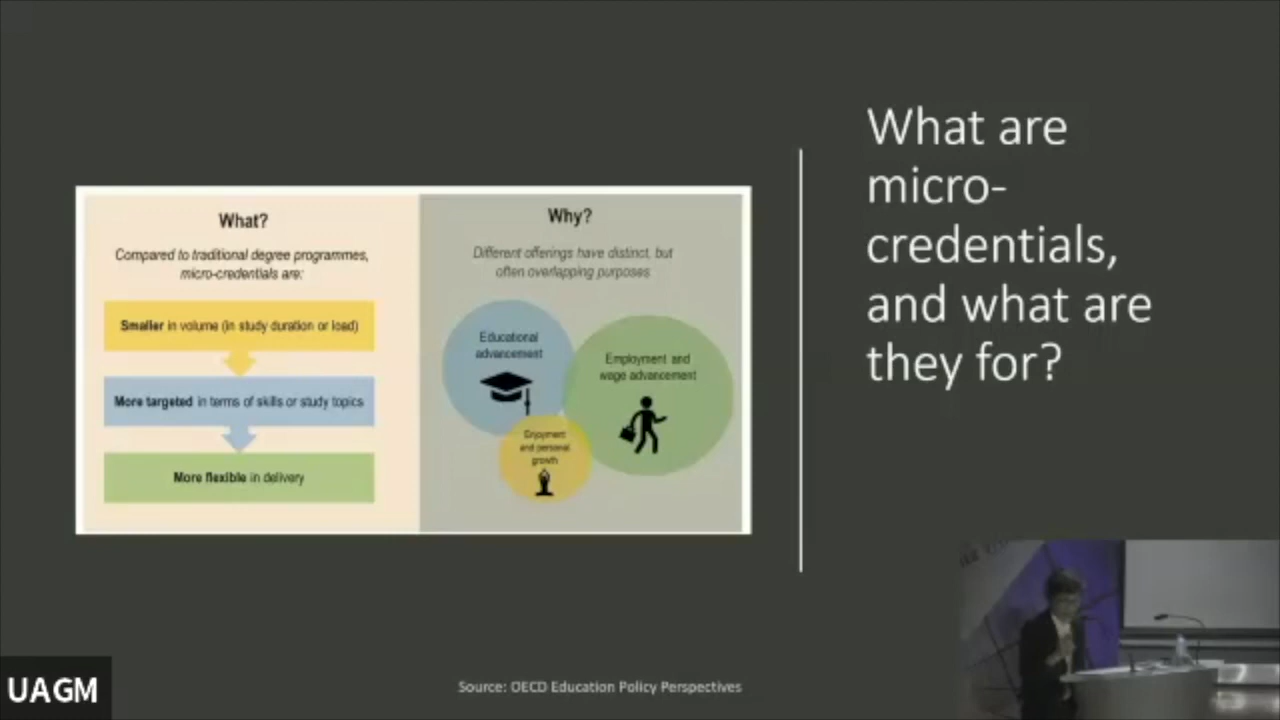 What?
Compared to traditional degree programmes,
micro-credentials are:
Smaller in volume (in study duration or load)
More targeted in terms of skills or study topics
More flexible in delivery
Why?
Different offerings have distinct, but
often overlapping purposes
Educational
advancement
Employment and
wage advancement
Enjoyment
and personal
growth
What are
micro-
credentials,
and what are
they for?
Source: OECD Education Policy Perspectives
UAGM